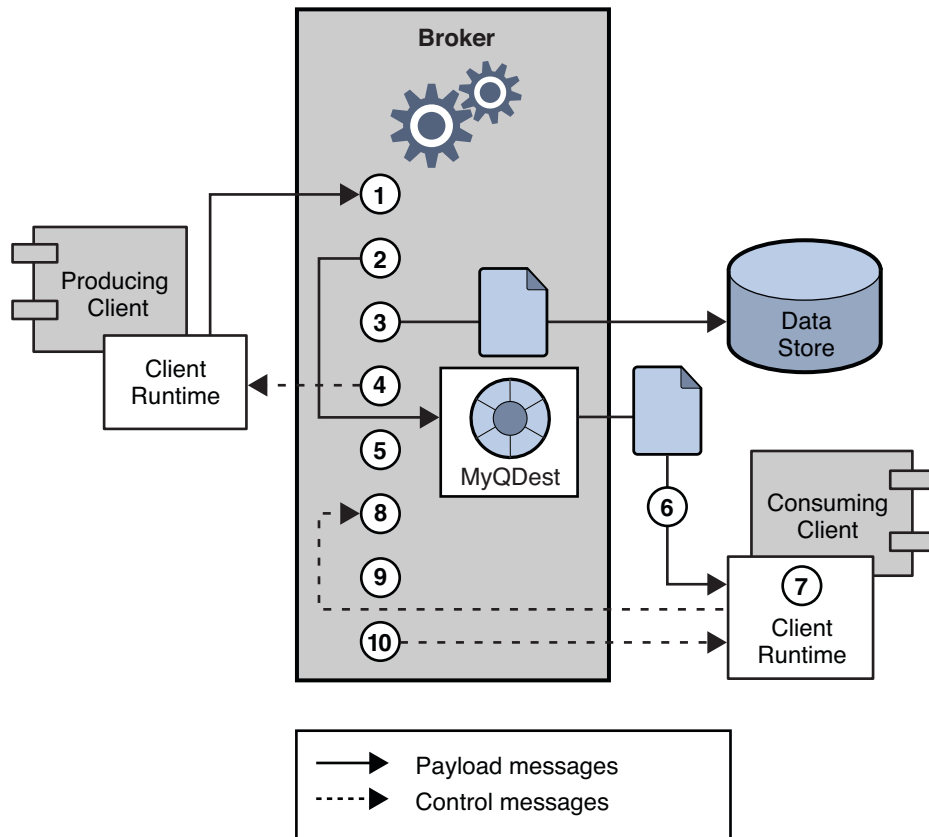 Broker
1
2
Producing
Client
3
Data
Store
Client
Runtime
4
5
MyQDest
6
Consuming
Client
8
9
7
Client
Runtime
10
Payload messages
Control messages